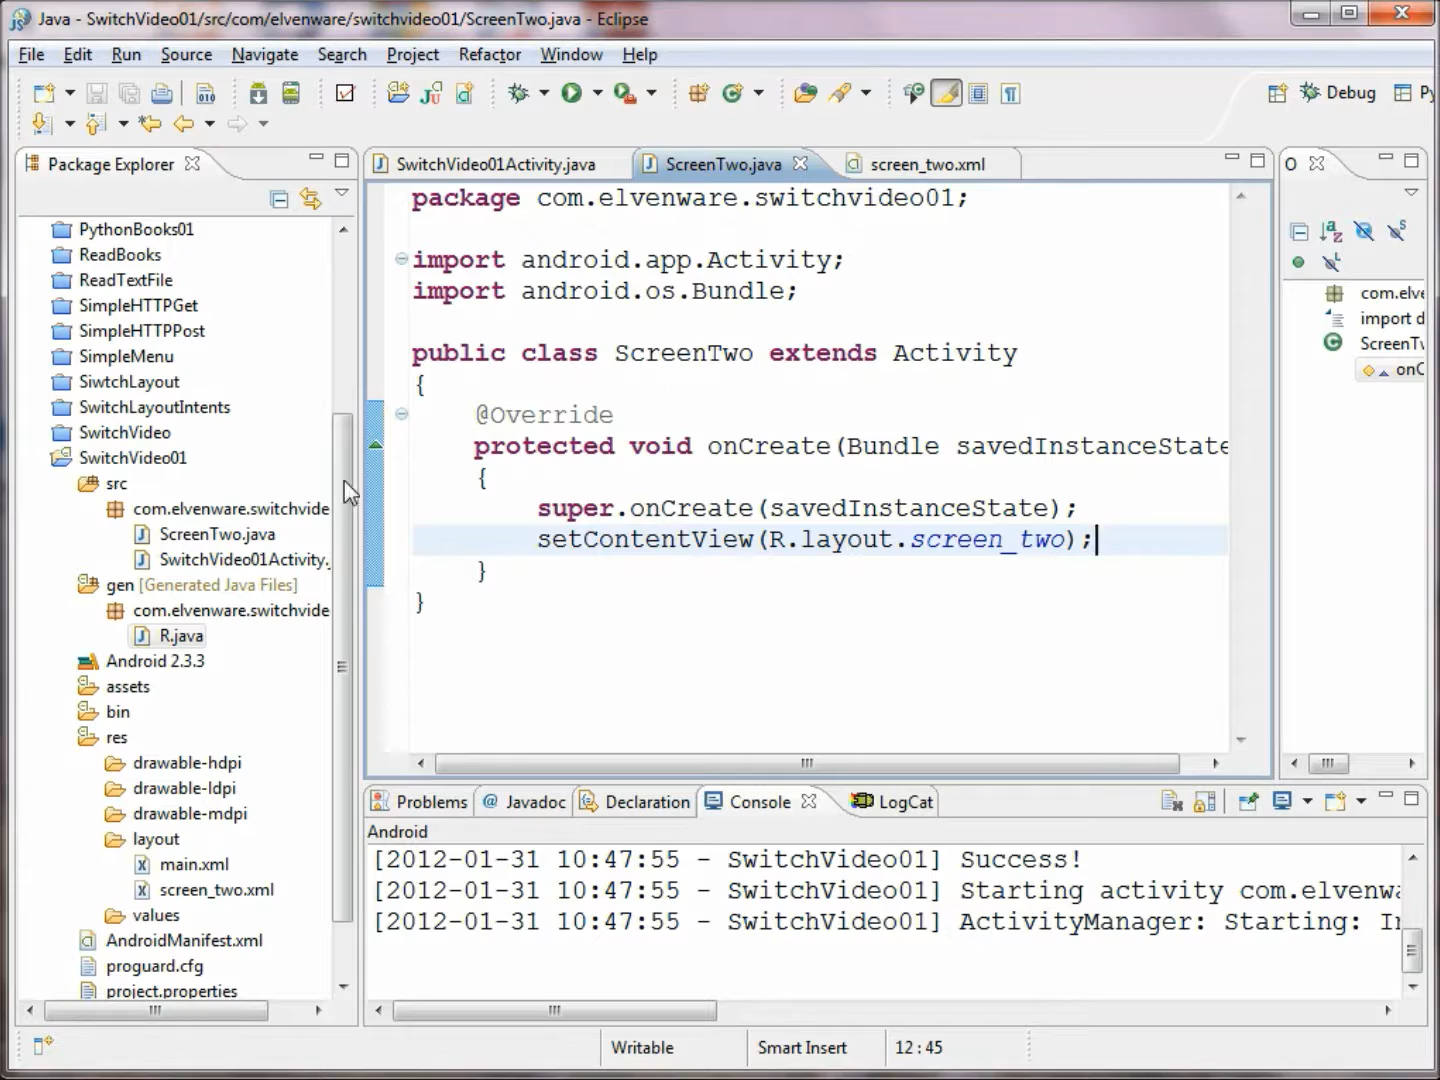 Java - SwitchVideo01/src/com/elvenware/switchvideo01/ScreenTwo.java - Eclipse
File Edit Run Source Navigate Search Project Refactor Window Help
Debug Py
Package Explorer
SwitchVideo01Activity.java ScreenTwo.java screen_two.xml O
PythonBooks01
ReadBooks
ReadTextFile
SimpleHTTPGet
SimpleHTTPPost
SimpleMenu
SiwtchLayout
SwitchLayoutIntents
SwitchVideo
SwitchVideo01
src
com.elvenware.switchvide
ScreenTwo.java
SwitchVideo01Activity.
gen [Generated Java Files]
com.elvenware.switchvide
R.java
Android 2.3.3
assets
bin
res
drawable-hdpi
drawable-ldpi
drawable-mdpi
layout
main.xml
screen_two.xml
values
AndroidManifest.xml
proguard.cfg
project.properties
package com.elvenware.switchvideo01;
import android.app.Activity;
import android.os.Bundle;
public class ScreenTwo extends Activity
{
@Override
protected void onCreate(Bundle savedInstanceState
{
super.onCreate(savedInstanceState);
setContentView(R.layout.screen_two);
}
}
com.elve
import d
ScreenTw
onC
Problems Javadoc Declaration Console LogCat
Android
[2012-01-31 10:47:55 - SwitchVideo01] Success!
[2012-01-31 10:47:55 - SwitchVideo01] Starting activity com.elvenwa
[2012-01-31 10:47:55 - SwitchVideo01] ActivityManager: Starting: In
Writable Smart Insert 12:45